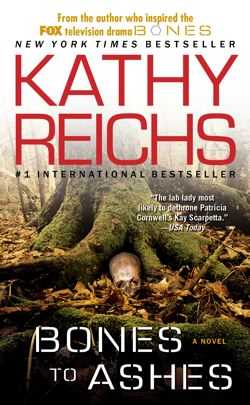 From the author who inspired the
FOX television drama BONES
NEW YORK TIMES BESTSELLER
KATHY
REICHS
#1 INTERNATIONAL BESTSELLER
"The lab lady most
likely to dethrone Patricia
Cornwell's Kay Scarpetta."
USA Today
BONES
A NOVEL
TO ASHES